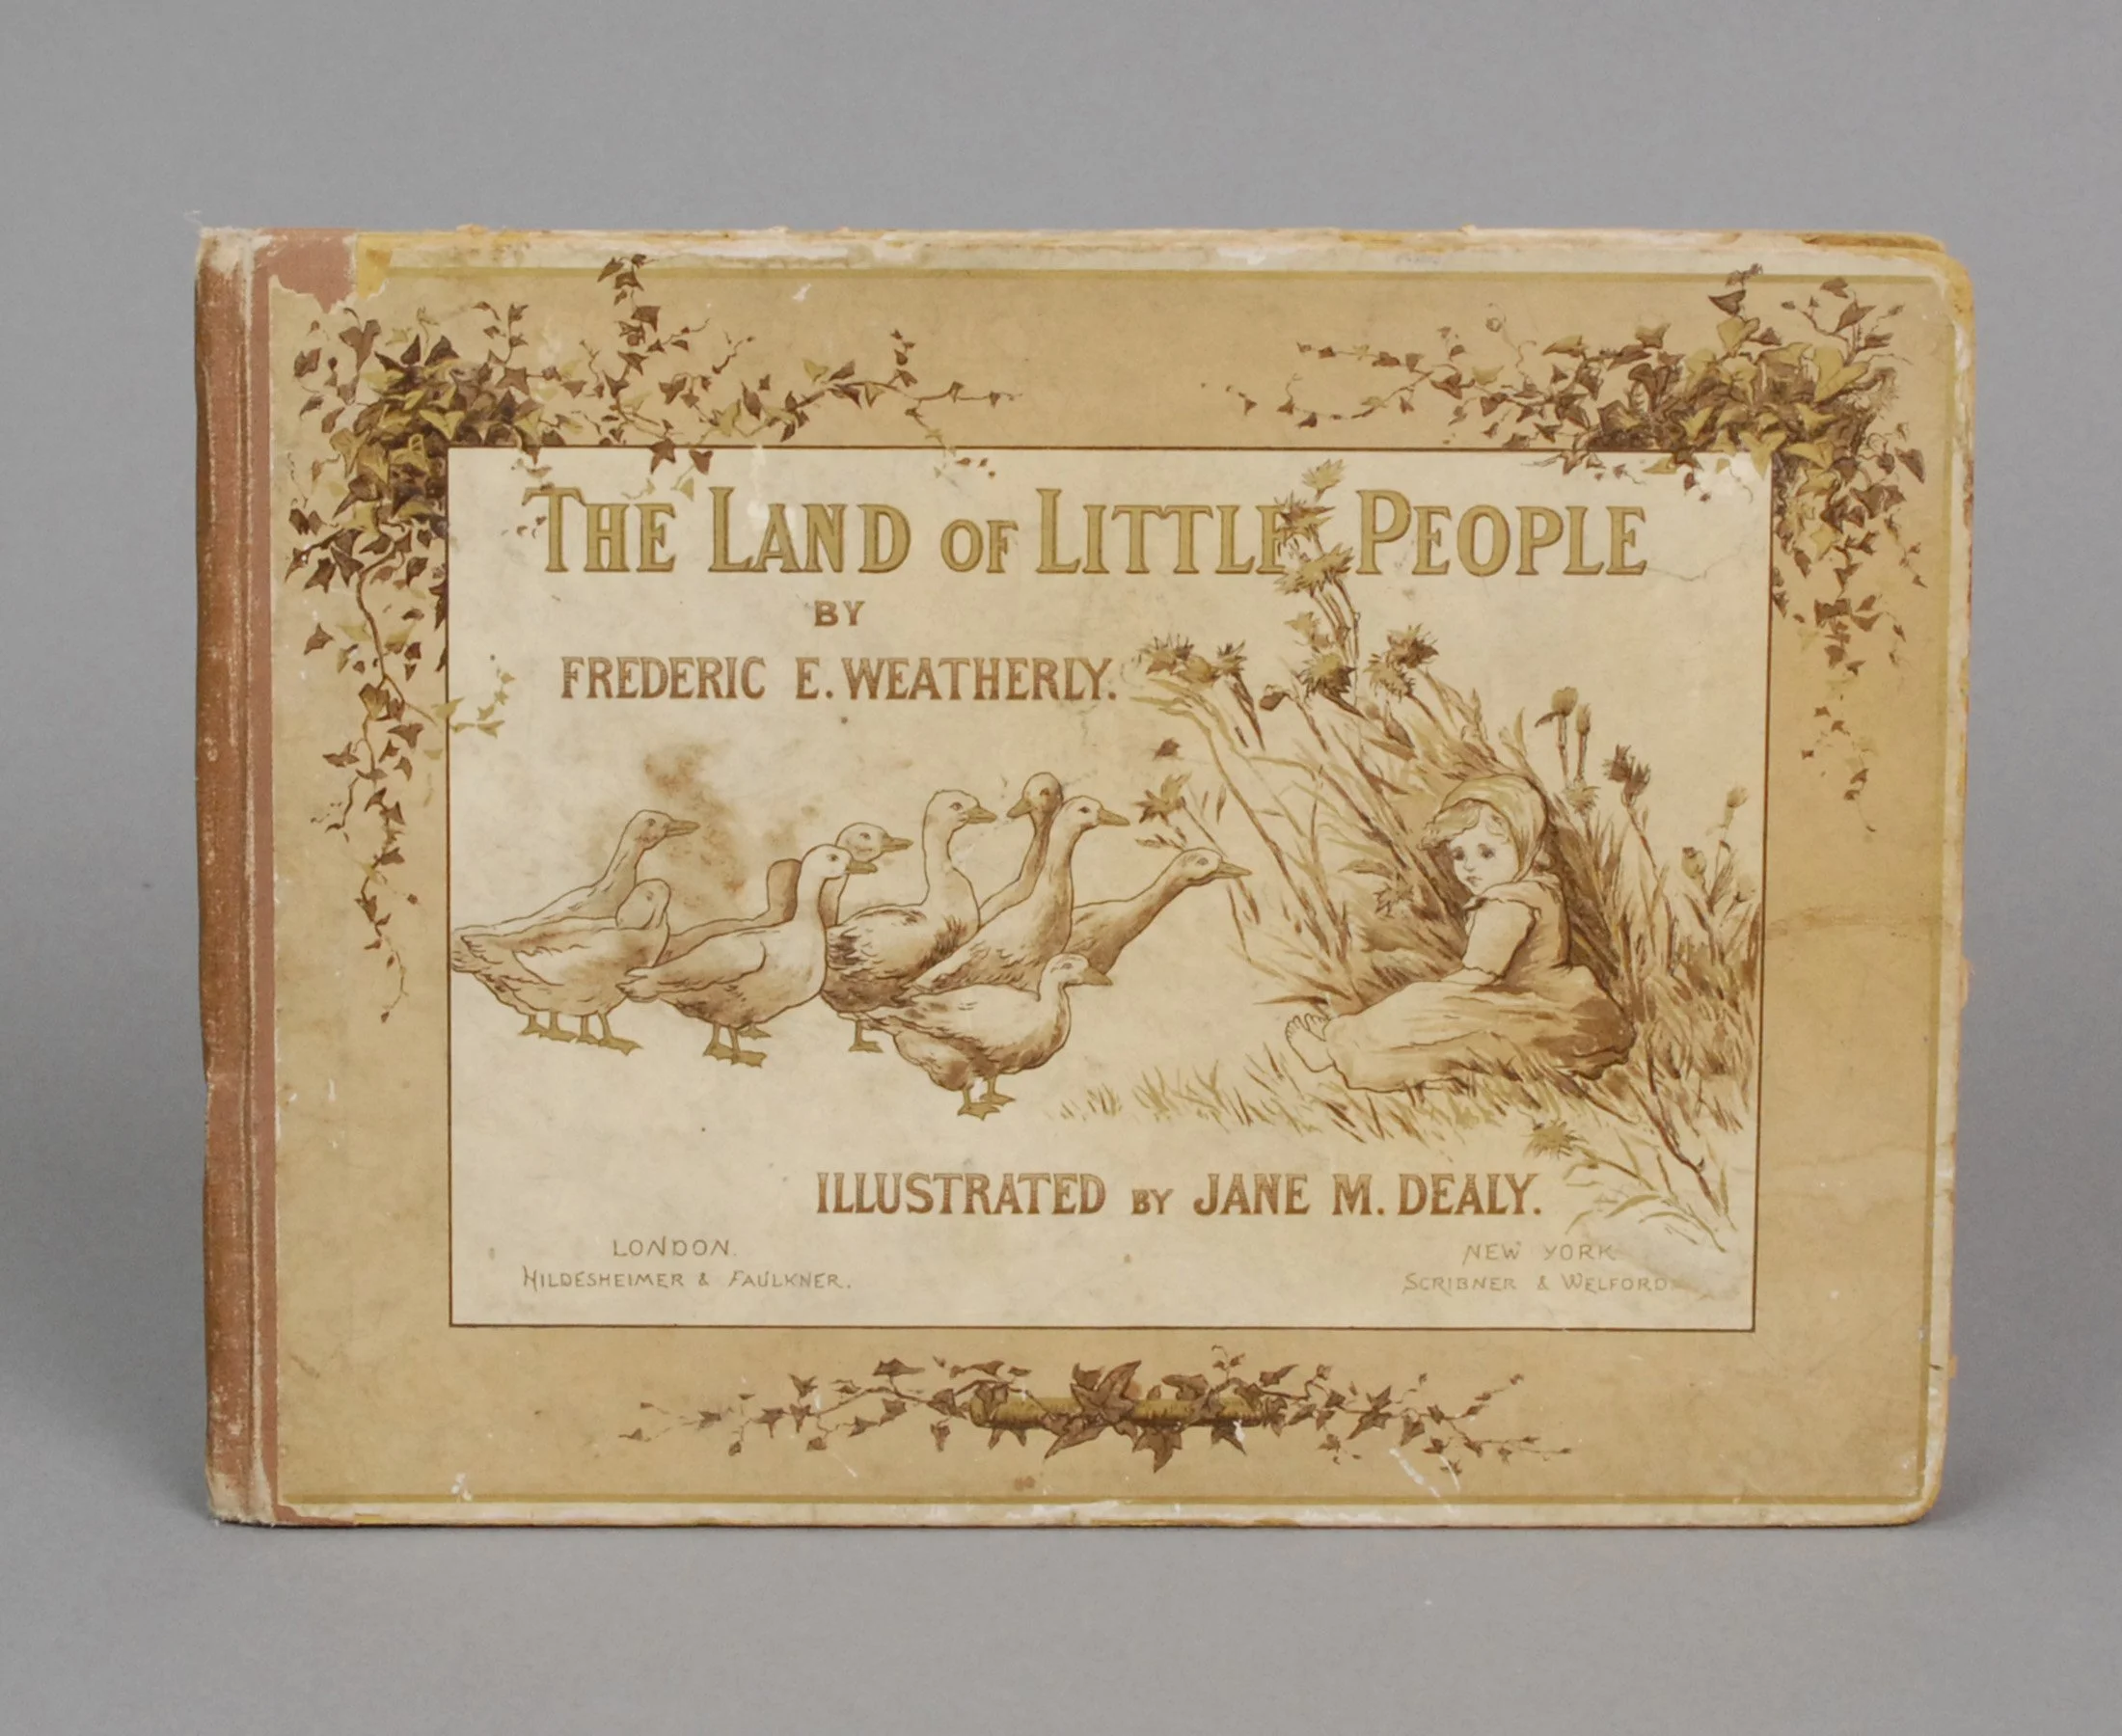 THE LAND OF LITTLE PEOPLE
BY
FREDERIC E. WEATHERLY.
ILLUSTRATED BY JANE M. DEALY.
LONDON.
HILDESHEIMER & FAULKNER.
NEW YORK
SCRIBNER & WELFORD.